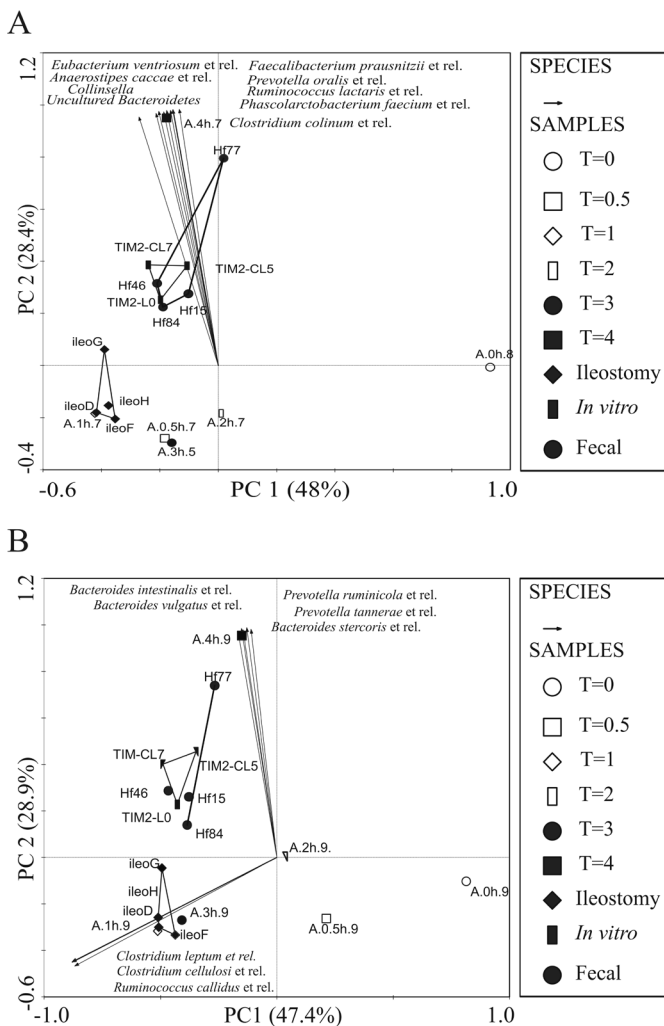 A
1.2
Eubacterium ventriosum et rel.
Anaerostipes caccae et rel.
Collinsella
Uncultured Bacteroidetes
Faecalibacterium prausnitzii et rel.
Prevotella oralis et rel.
Ruminococcus lactaris et rel.
Phascolarctobacterium faecium et rel.
Clostridium colinum et rel.
A.4h.7
Hf77
TIM2-CL7
TIM2-CL5
Hf46
TIM2-L0
Hf15
Hf84
ileoG
ileoD
ileoH
A.1h.7
ileoF
A.0.5h.7
A.3h.5
A.2h.7
A.0h.8
PC 2 (28.4%)
-0.4
-0.6
PC 1 (48%)
1.0
SPECIES
SAMPLES
T=0
T=0.5
T=1
T=2
T=3
T=4
Ileostomy
In vitro
Fecal
B
1.2
Bacteroides intestinalis et rel.
Bacteroides vulgatus et rel.
Prevotella ruminicola et rel.
Prevotella tannerae et rel.
Bacteroides stercoris et rel.
A.4h.9
Hf77
TIM-CL7
TIM2-CL5
Hf46
Hf15
TIM2-L0
Hf84
A.2h.9.
ileoG
ileoH
ileoD
A.1h.9
A.3h.9
ileoF
A.0.5h.9
A.0h.9
Clostridium leptum et rel.
Clostridium cellulosi et rel.
Ruminococcus callidus et rel.
PC 2 (28.9%)
-0.6
-1.0
PC1 (47.4%)
1.0
SPECIES
SAMPLES
T=0
T=0.5
T=1
T=2
T=3
T=4
Ileostomy
In vitro
Fecal